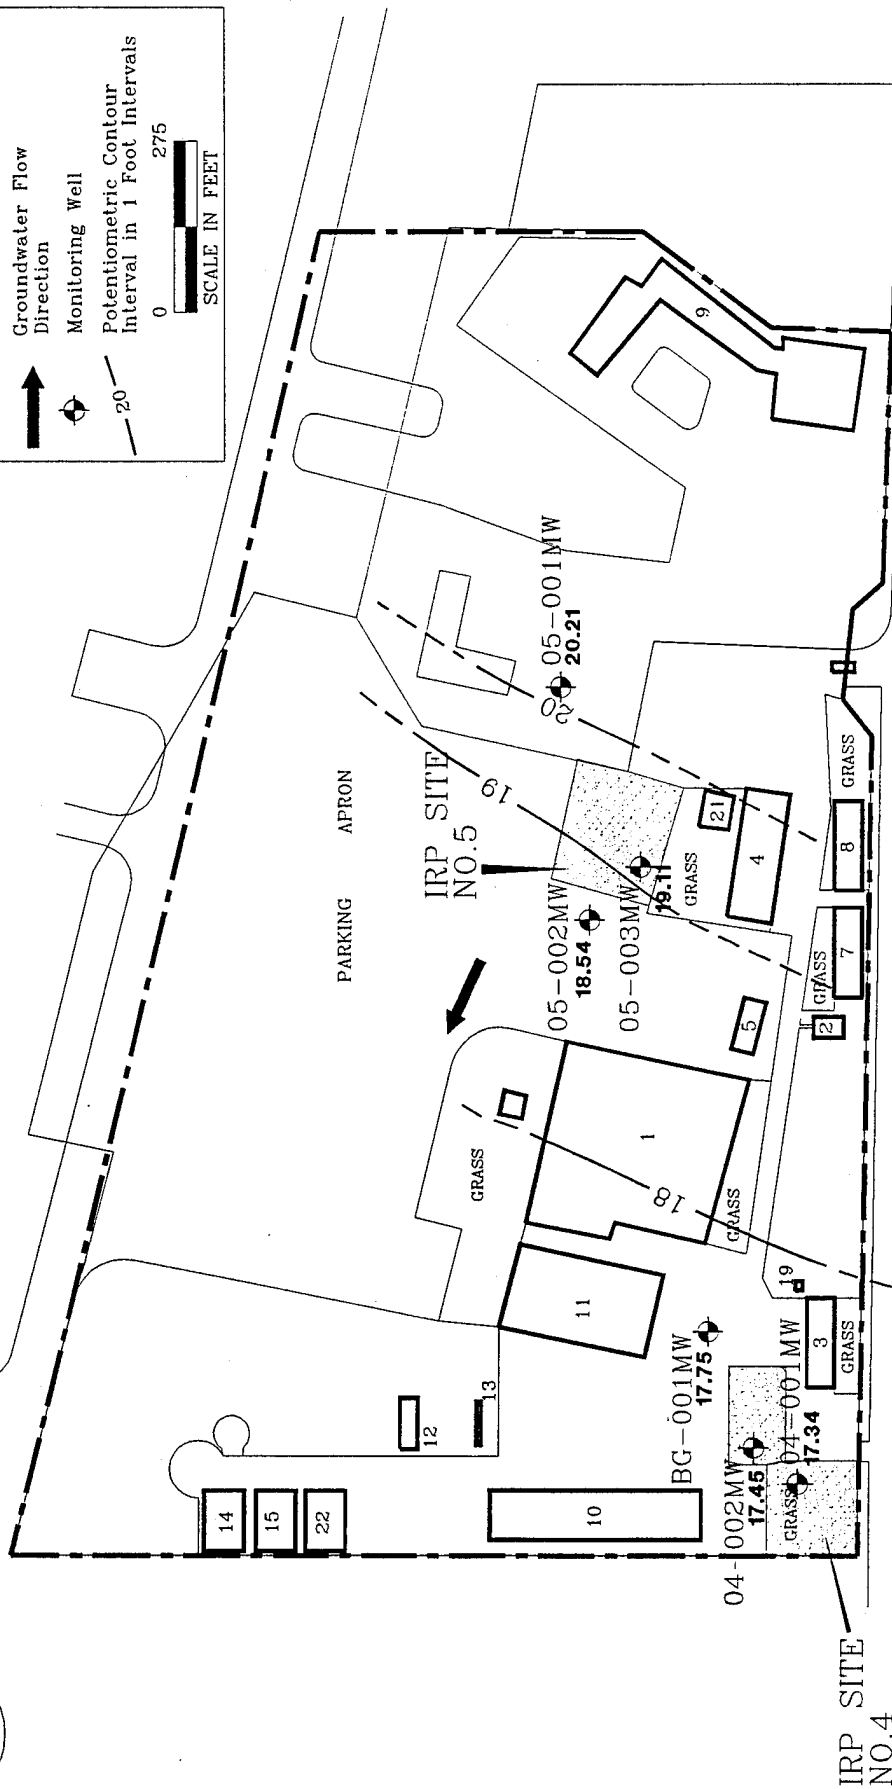 Groundwater Flow
Direction
Monitoring Well
20
Potentiometric Contour
Interval in 1 Foot Intervals
0 275
SCALE IN FEET
14
15
22
12
13
10
11
GRASS
PARKING APRON
IRP SITE
NO.5
05-001MW
20.21
20
19
05-002MW
18.54
05-003MW
19.11
GRASS
21
4
9
1
5
18
GRASS
BG-001MW
17.75
04-002MW
17.45
04-001MW
17.34
GRASS
19
3
GRASS
2
GRASS
7
8
GRASS
IRP SITE
NO.4